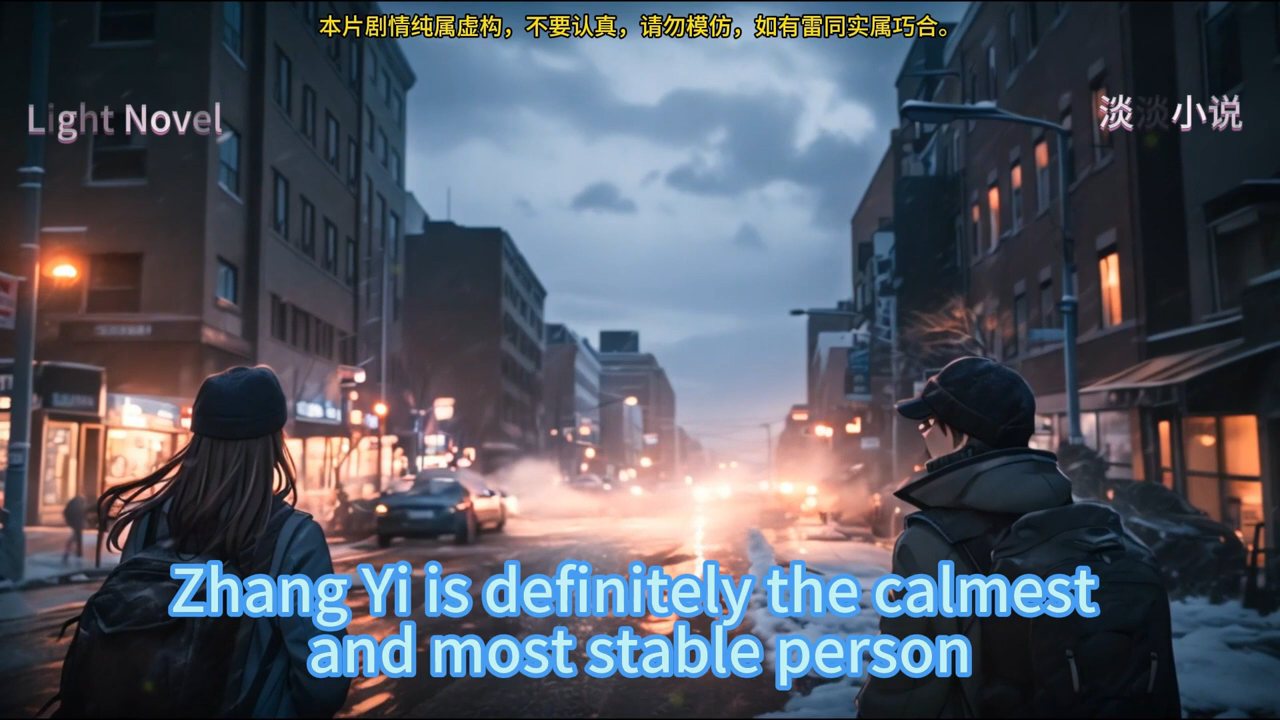 本片剧情纯属虚构，不要认真，请勿模仿，如有雷同实属巧合。
Light Novel
淡淡小说
Zhang Yi is definitely the calmest
and most stable person